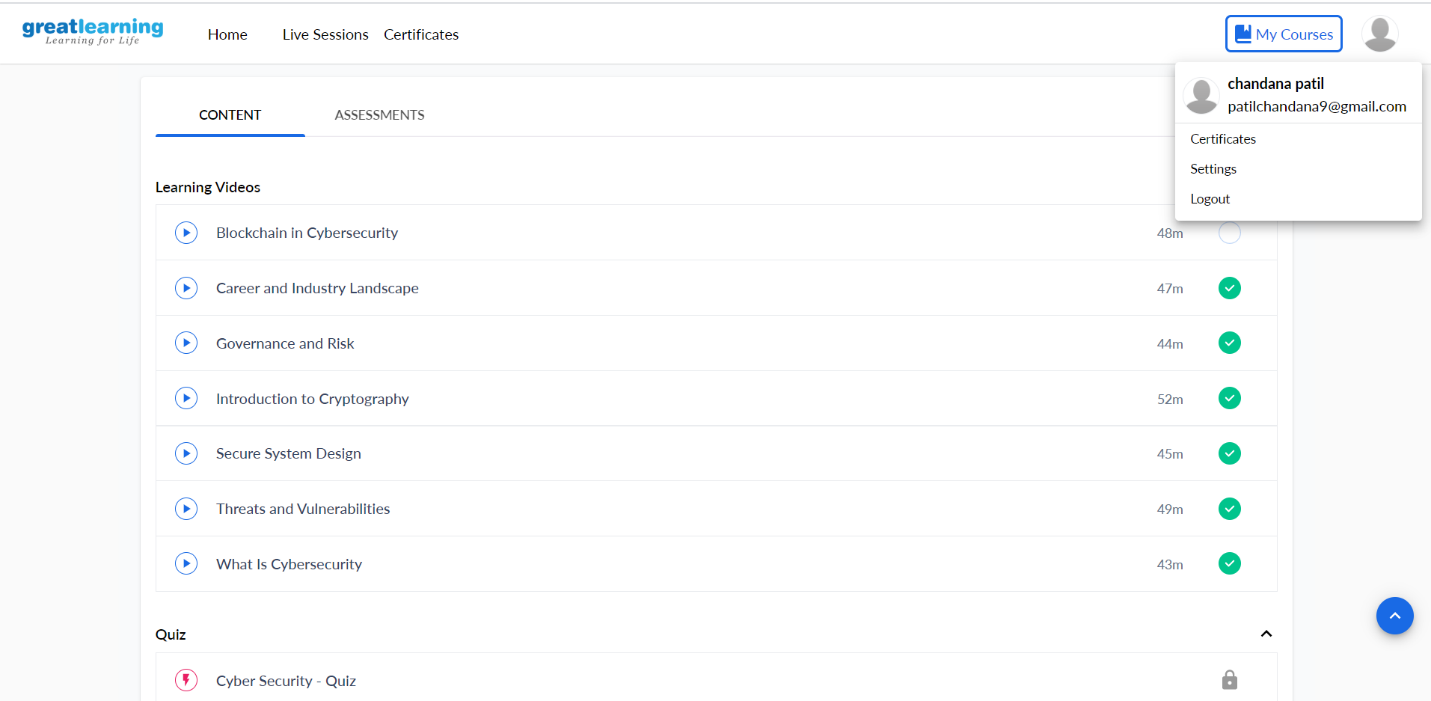 greatlearning
Learning for Life
Home Live Sessions Certificates My Courses
chandana patil
patilchandana9@gmail.com
Certificates
Settings
Logout
CONTENT ASSESSMENTS
Learning Videos
Blockchain in Cybersecurity 48m
Career and Industry Landscape 47m
Governance and Risk 44m
Introduction to Cryptography 52m
Secure System Design 45m
Threats and Vulnerabilities 49m
What Is Cybersecurity 43m
Quiz
Cyber Security - Quiz